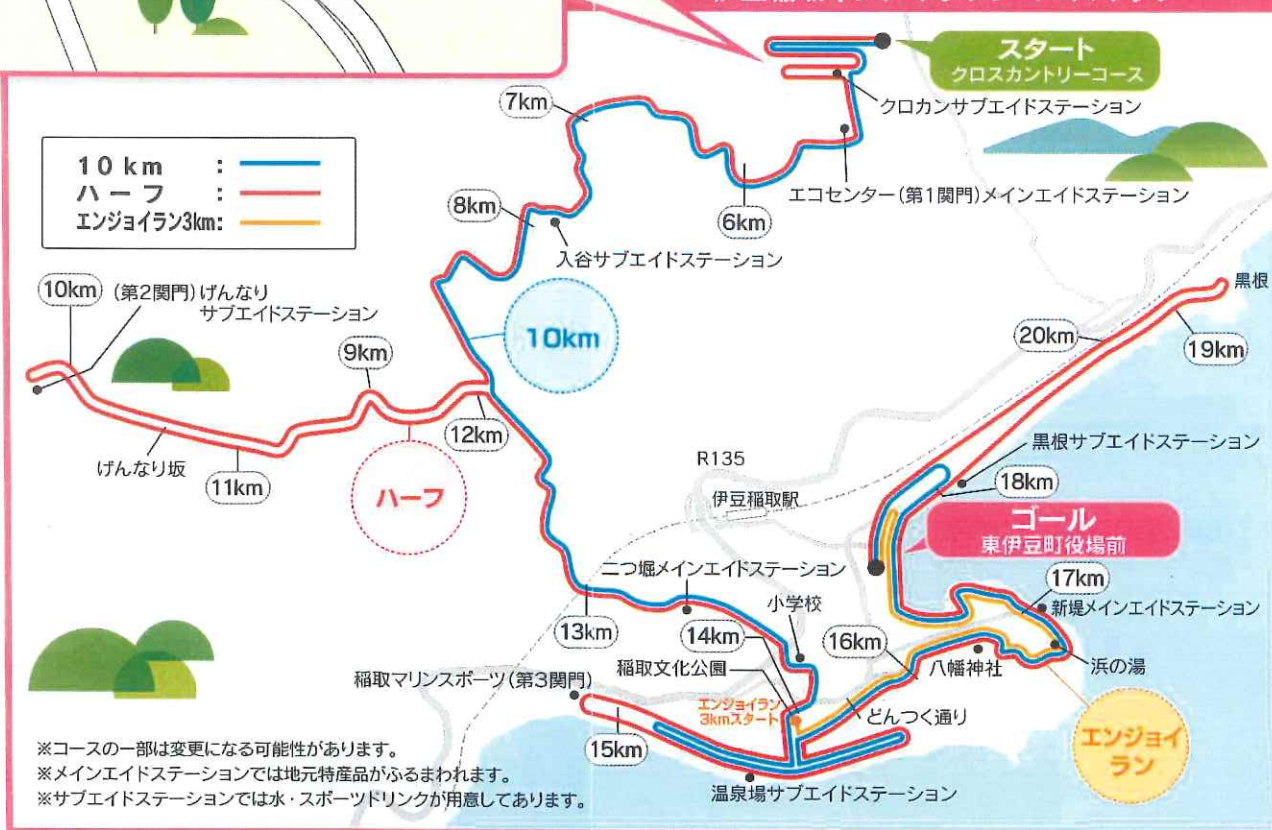 スタート
クロスカントリーコース
クロカンサブエイドステーション
7km
10km :
ハーフ :
エンジョイラン3km:
エコセンター(第1関門)メインエイドステーション
8km
6km
入谷サブエイドステーション
10km
(第2関門)げんなり
サブエイドステーション
10km
黒根
20km
19km
9km
12km
げんなり坂
11km
ハーフ
R135
伊豆稲取駅
黒根サブエイドステーション
18km
ゴール
東伊豆町役場前
二つ堀メインエイドステーション
17km
新堤メインエイドステーション
小学校
13km
14km
16km
稲取文化公園
八幡神社
浜の湯
稲取マリンスポーツ(第3関門)
エンジョイラン
3kmスタート
どんつく通り
15km
エンジョイ
ラン
温泉場サブエイドステーション
※コースの一部は変更になる可能性があります。
※メインエイドステーションでは地元特産品がふるまわれます。
※サブエイドステーションでは水・スポーツドリンクが用意してあります。